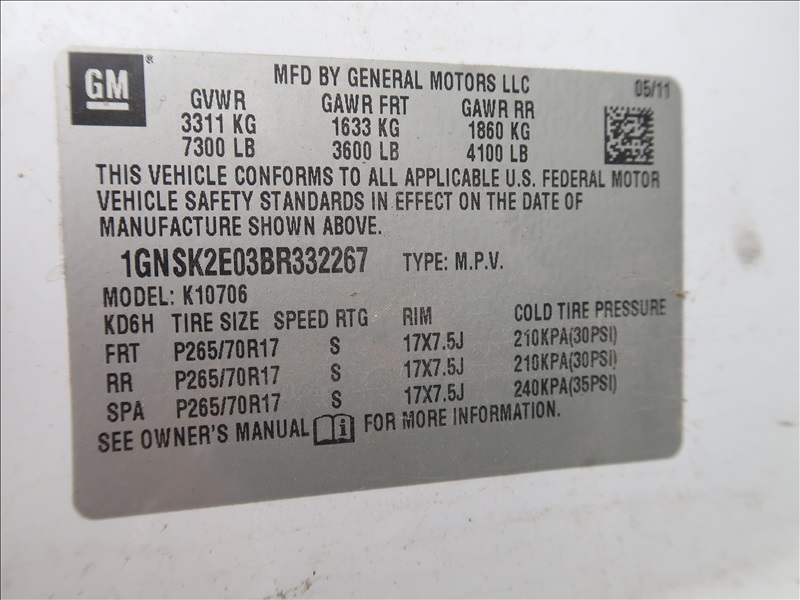 GM
MFD BY GENERAL MOTORS LLC 05/11
GVWR GAWR FRT GAWR RR
3311 KG 1633 KG 1860 KG
7300 LB 3600 LB 4100 LB
THIS VEHICLE CONFORMS TO ALL APPLICABLE U.S. FEDERAL MOTOR
VEHICLE SAFETY STANDARDS IN EFFECT ON THE DATE OF
MANUFACTURE SHOWN ABOVE.
1GNSK2E03BR332267 TYPE: M.P.V.
MODEL: K10706
KD6H TIRE SIZE SPEED RTG RIM COLD TIRE PRESSURE
FRT P265/70R17 S 17X7.5J 210KPA(30PSI)
RR P265/70R17 S 17X7.5J 210KPA(30PSI)
SPA P265/70R17 S 17X7.5J 240KPA(35PSI)
SEE OWNER'S MANUAL i FOR MORE INFORMATION.